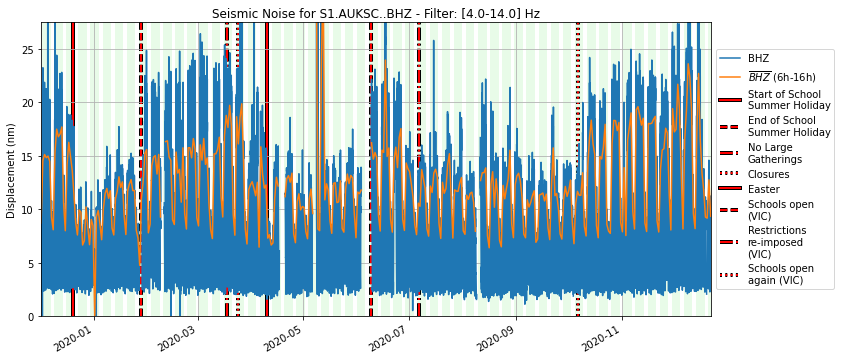 Seismic Noise for S1.AUKSC..BHZ - Filter: [4.0-14.0] Hz
Displacement (nm)
25
20
15
10
5
0
2020-01
2020-03
2020-05
2020-07
2020-09
2020-11
BHZ
BHZ (6h-16h)
Start of School
Summer Holiday
End of School
Summer Holiday
No Large
Gatherings
Closures
Easter
Schools open
(VIC)
Restrictions
re-imposed
(VIC)
Schools open
again (VIC)